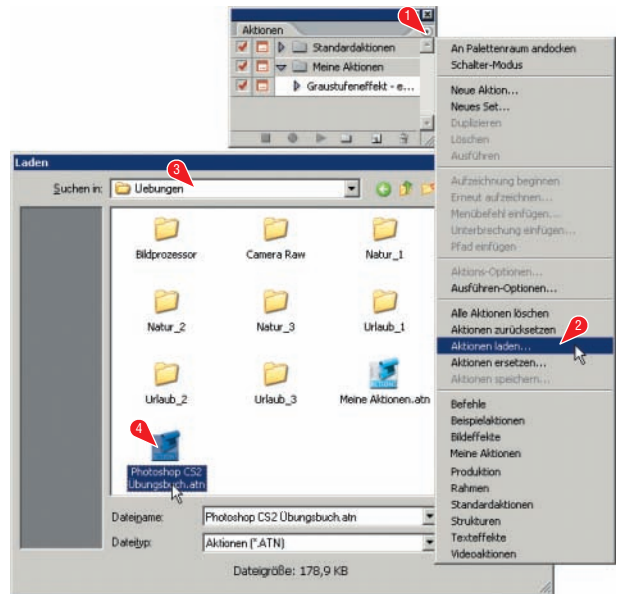 1
Aktionen
Standardaktionen
Meine Aktionen
Graustufeneffekt - e...
An Palettenraum andocken
Schalter-Modus
Neue Aktion...
Neues Set...
Duplizieren
Löschen
Ausführen
Aufzeichnung beginnen
Erneut aufzeichnen...
Menübefehl einfügen...
Unterbrechung einfügen...
Pfad einfügen
Aktions-Optionen...
Ausführen-Optionen...
Alle Aktionen löschen
Aktionen zurücksetzen
2
Aktionen laden...
Aktionen ersetzen...
Aktionen speichern...
Befehle
Beispielaktionen
Bildeffekte
Meine Aktionen
Produktion
Rahmen
Standardaktionen
Strukturen
Texteffekte
Videoaktionen
Laden
3
Suchen in: Uebungen
Bildprozessor Camera Raw Natur_1
Natur_2 Natur_3 Urlaub_1
Urlaub_2 Urlaub_3 Meine Aktionen.atn
4
Photoshop CS2
Übungsbuch.atn
Dateiname: Photoshop CS2 Übungsbuch.atn
Dateityp: Aktionen (*.ATN)
Dateigröße: 178,9 KB